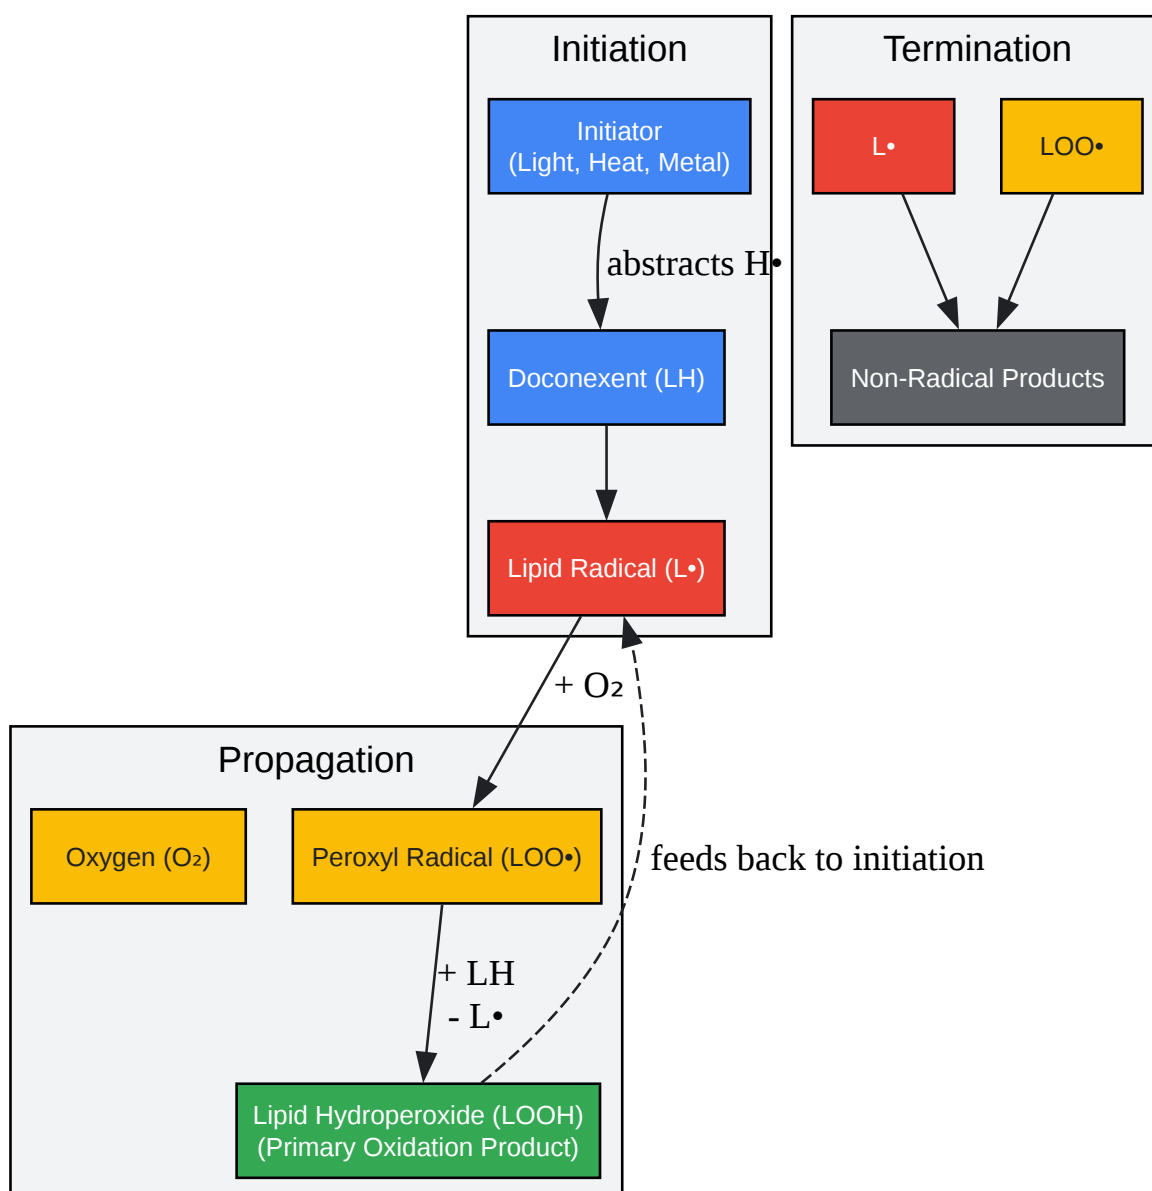 Initiation
Initiator
(Light, Heat, Metal)
abstracts H•
Doconexent (LH)
Lipid Radical (L•)
Termination
L•
LOO•
Non-Radical Products
+ O₂
Propagation
Oxygen (O₂)
Peroxyl Radical (LOO•)
feeds back to initiation
+ LH
- L•
Lipid Hydroperoxide (LOOH)
(Primary Oxidation Product)